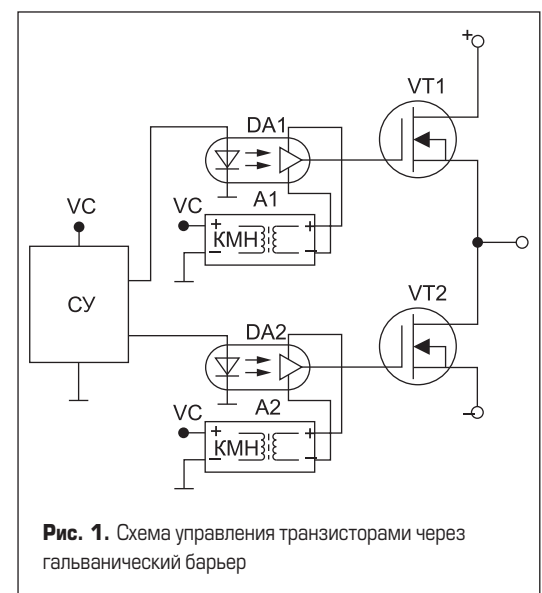 +
VT1
DA1
VC
A1
VC
+
+
КМН
–
–
СУ
VT2
DA2
VC
A2
+
+
КМН
–
–
–
Рис. 1. Схема управления транзисторами через
гальванический барьер